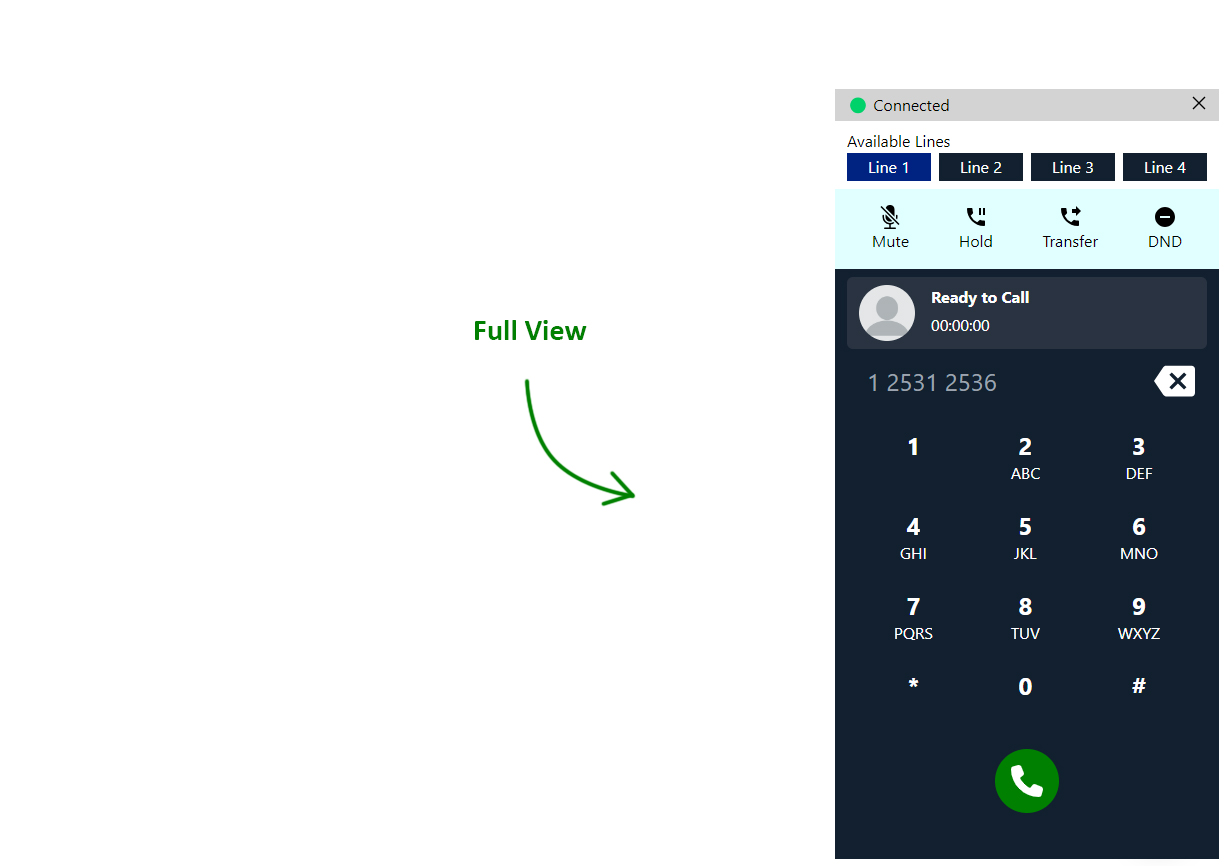 Connected
Available Lines
Line 1 Line 2 Line 3 Line 4
Mute Hold Transfer DND
Ready to Call
00:00:00
Full View
1 2531 2536
1 2 3
ABC DEF
4 5 6
GHI JKL MNO
7 8 9
PQRS TUV WXYZ
* 0 #